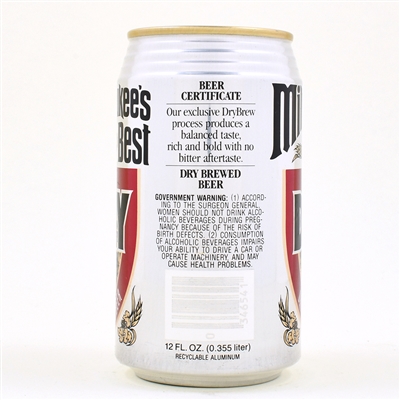 kee's
Best
Y
BEER
CERTIFICATE
Our exclusive DryBrew
process produces a
balanced taste,
rich and bold with no
bitter aftertaste.
DRY BREWED
BEER
GOVERNMENT WARNING: (1) ACCORD-
ING TO THE SURGEON GENERAL,
WOMEN SHOULD NOT DRINK ALCO-
HOLIC BEVERAGES DURING PREG-
NANCY BECAUSE OF THE RISK OF
BIRTH DEFECTS. (2) CONSUMPTION
OF ALCOHOLIC BEVERAGES IMPAIRS
YOUR ABILITY TO DRIVE A CAR OR
OPERATE MACHINERY, AND MAY
CAUSE HEALTH PROBLEMS.
346541
12 FL. OZ. (0.355 liter)
RECYCLABLE ALUMINUM
Mi